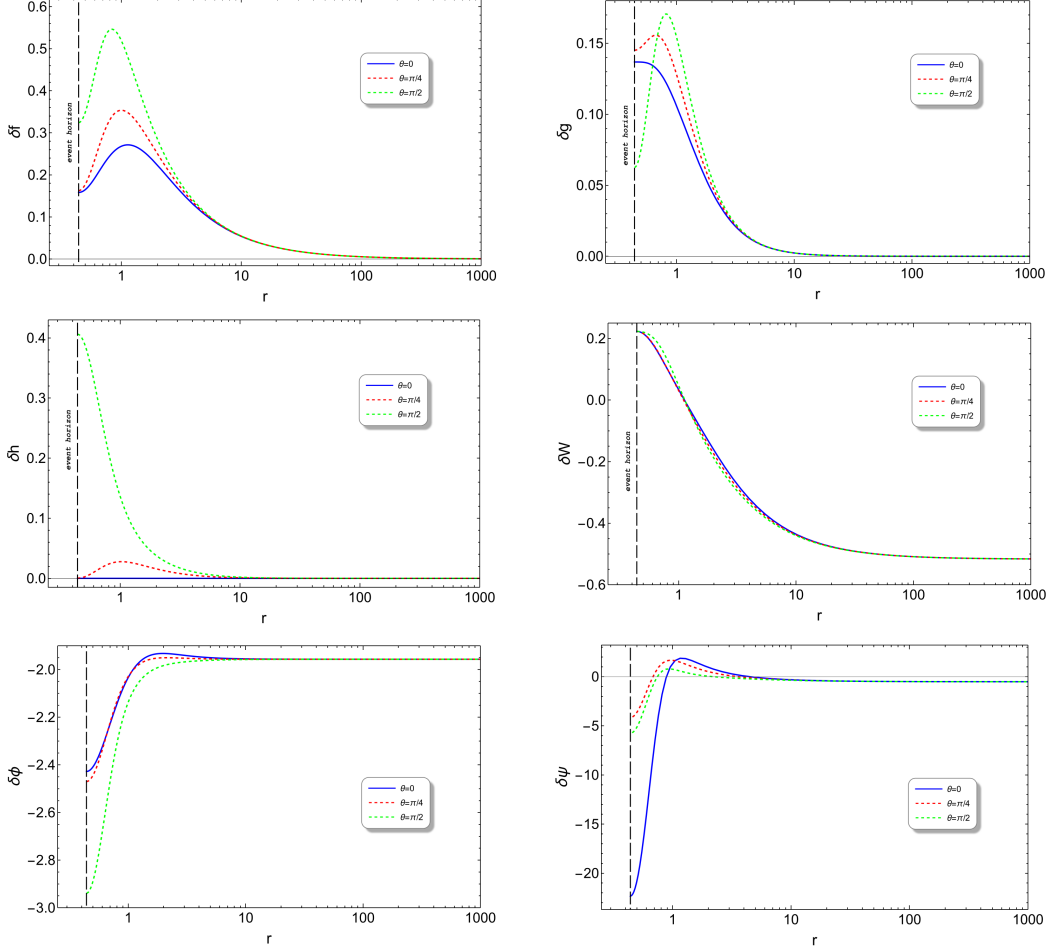 0.6
0.5
0.4
0.3
0.2
0.1
0.0
δf
event horizon
θ=0
θ=π/4
θ=π/2
1
10
100
1000
r
0.15
0.10
0.05
0.00
δg
event horizon
θ=0
θ=π/4
θ=π/2
1
10
100
1000
r
0.4
0.3
0.2
0.1
0.0
δh
event horizon
θ=0
θ=π/4
θ=π/2
1
10
100
1000
r
0.2
0.0
−0.2
−0.4
−0.6
δW
event horizon
θ=0
θ=π/4
θ=π/2
1
10
100
1000
r
−2.0
−2.2
−2.4
−2.6
−2.8
−3.0
δϕ
θ=0
θ=π/4
θ=π/2
1
10
100
1000
r
0
−5
−10
−15
−20
δψ
θ=0
θ=π/4
θ=π/2
1
10
100
1000
r